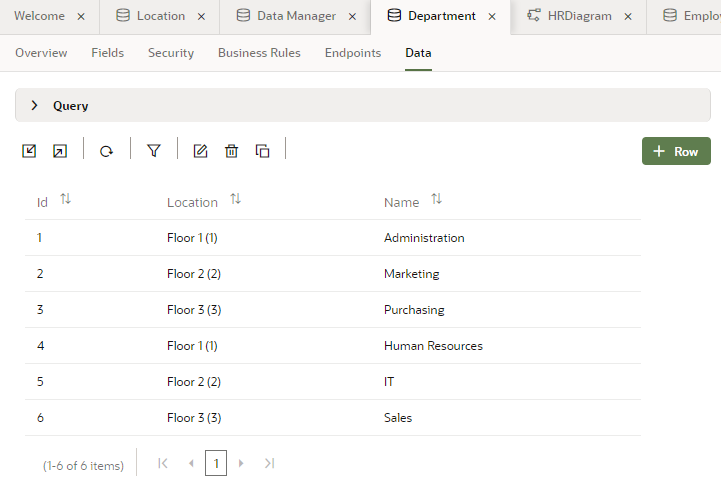 Welcome × Location × Data Manager × Department × HRDiagram × Emplo
Overview Fields Security Business Rules Endpoints Data
Query
+ Row
Id Location Name
1 Floor 1 (1) Administration
2 Floor 2 (2) Marketing
3 Floor 3 (3) Purchasing
4 Floor 1 (1) Human Resources
5 Floor 2 (2) IT
6 Floor 3 (3) Sales
(1-6 of 6 items) 1